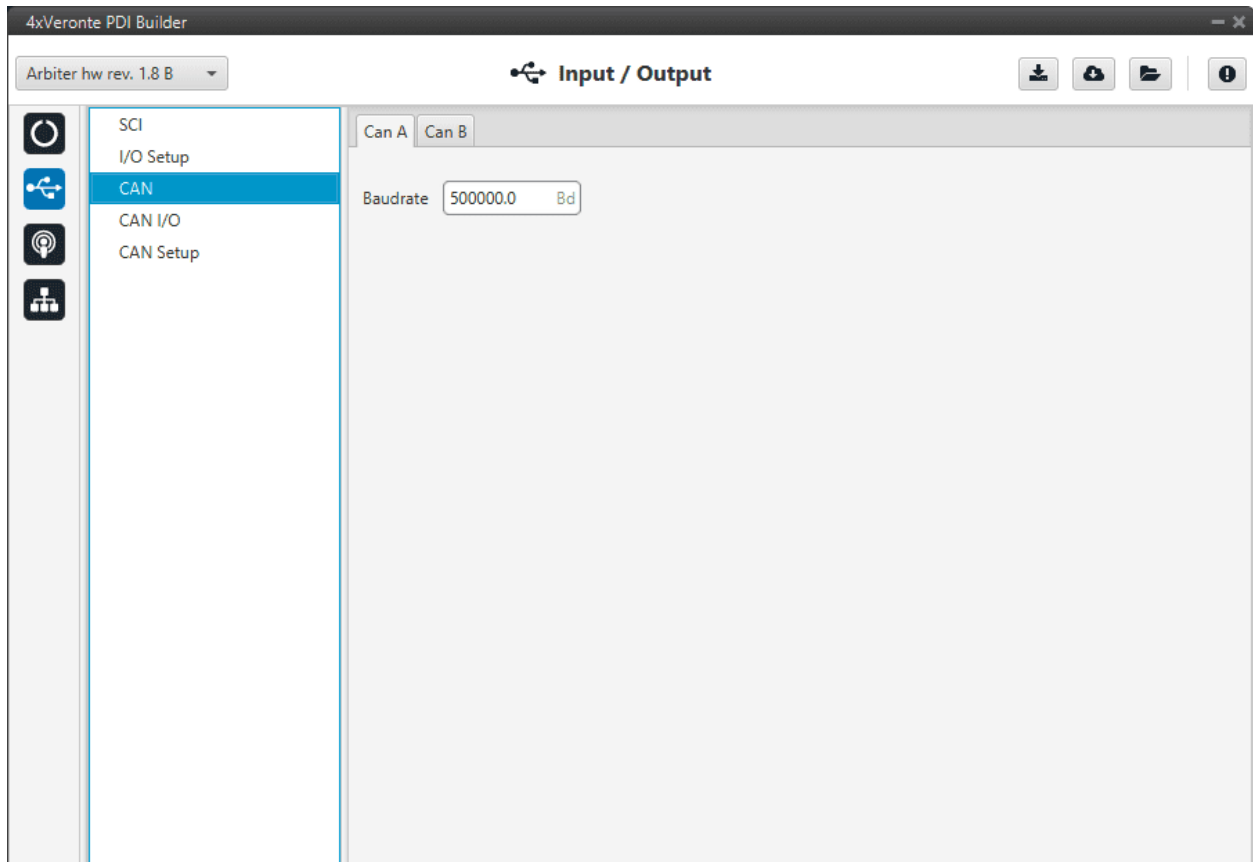 4xVeronte PDI Builder
Arbiter hw rev. 1.8 B
Input / Output
SCI
I/O Setup
CAN
CAN I/O
CAN Setup
Can A Can B
Baudrate 500000.0 Bd